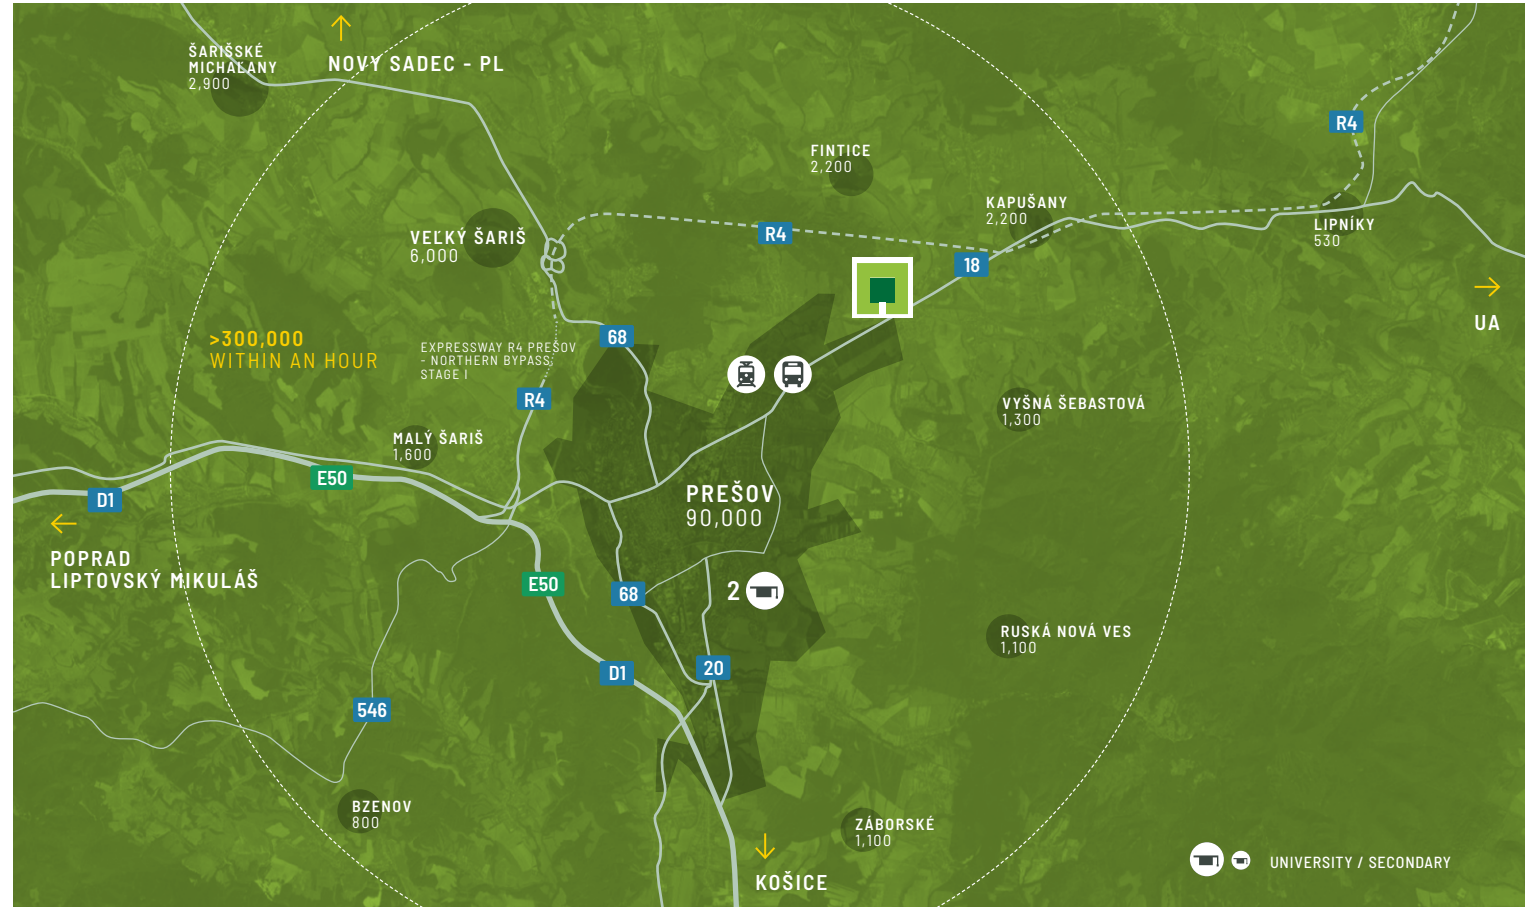 ŠARIŠSKÉ
MICHAĽANY
2,900
NOVÝ SADEC - PL
FINTICE
2,200
R4
KAPUŠANY
2,200
LIPNÍKY
530
VEĽKÝ ŠARIŠ
6,000
R4
18
UA
>300,000
WITHIN AN HOUR
EXPRESSWAY R4 PREŠOV
- NORTHERN BYPASS,
STAGE I
68
R4
VYŠNÁ ŠEBASTOVÁ
1,300
MALÝ ŠARIŠ
1,600
E50
D1
PREŠOV
90,000
POPRAD
LIPTOVSKÝ MIKULÁŠ
E50
68
2
RUSKÁ NOVÁ VES
1,100
D1
20
546
BZENOV
800
ZÁBORSKÉ
1,100
KOŠICE
UNIVERSITY / SECONDARY